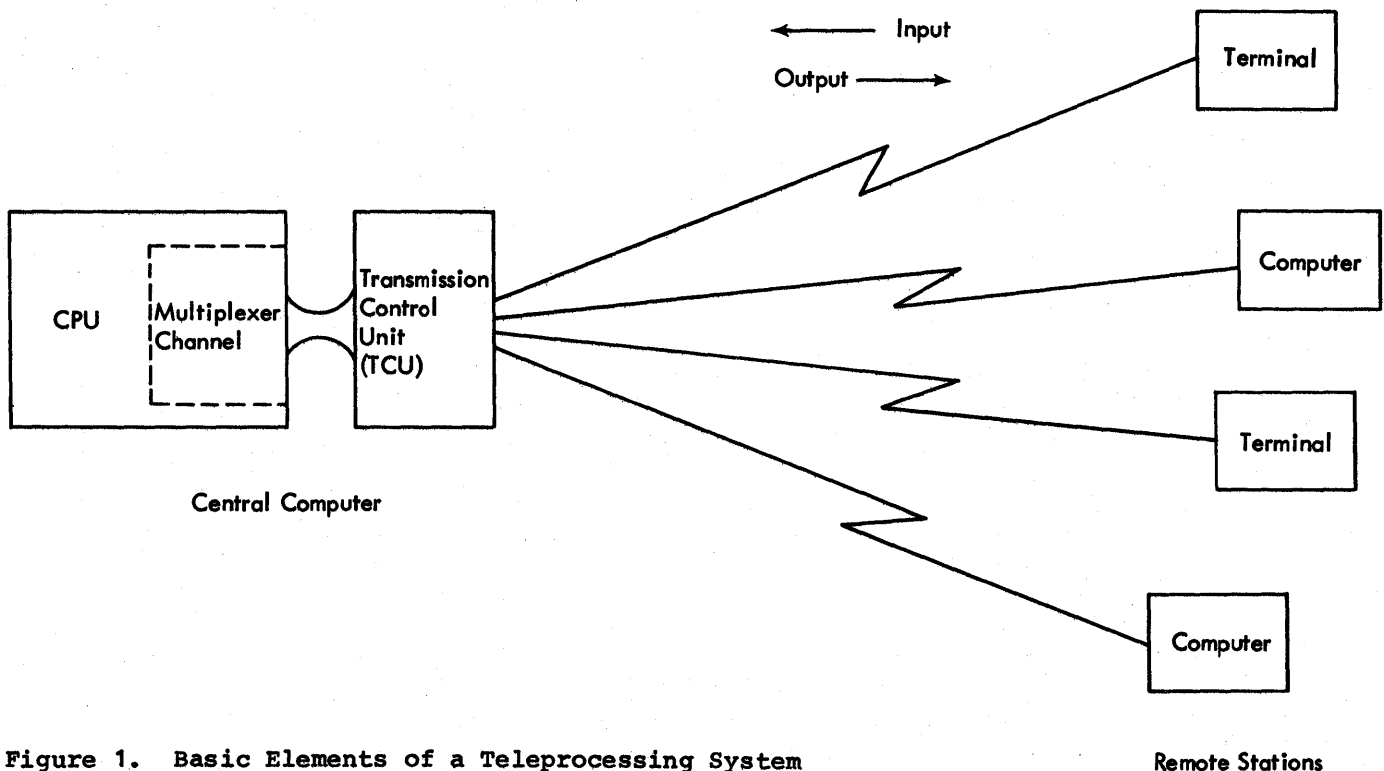 Input
Output
Terminal
Computer
CPU
Multiplexer
Channel
Transmission
Control
Unit
(TCU)
Terminal
Central Computer
Computer
Figure 1. Basic Elements of a Teleprocessing System
Remote Stations